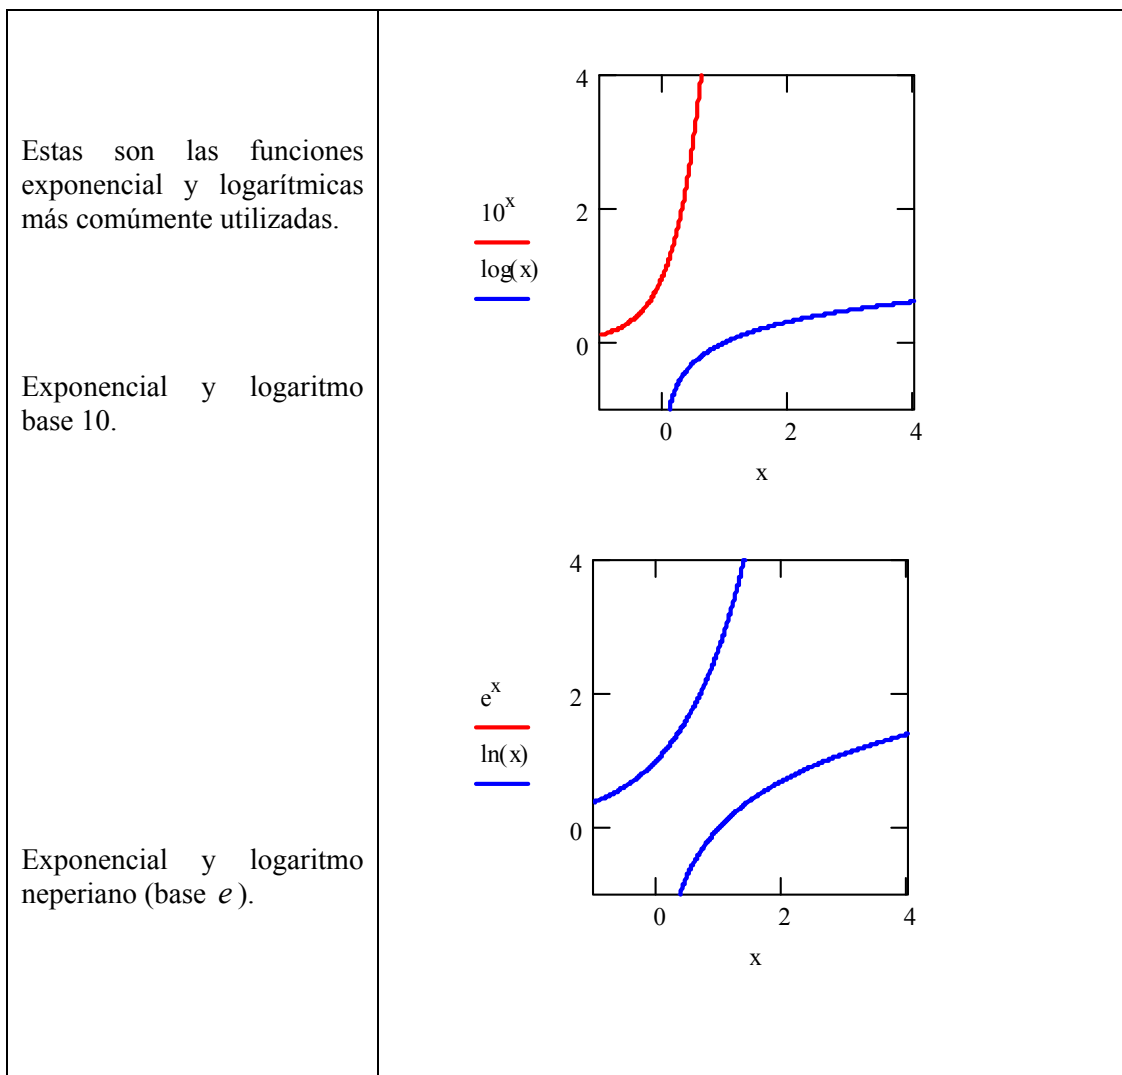 Estas son las funciones
exponencial y logarítmicas
más comúmente utilizadas.
Exponencial y logaritmo
base 10.
4
2
0
10^x
log(x)
0 2 4
x
Exponencial y logaritmo
neperiano (base e).
4
2
0
e^x
ln(x)
0 2 4
x